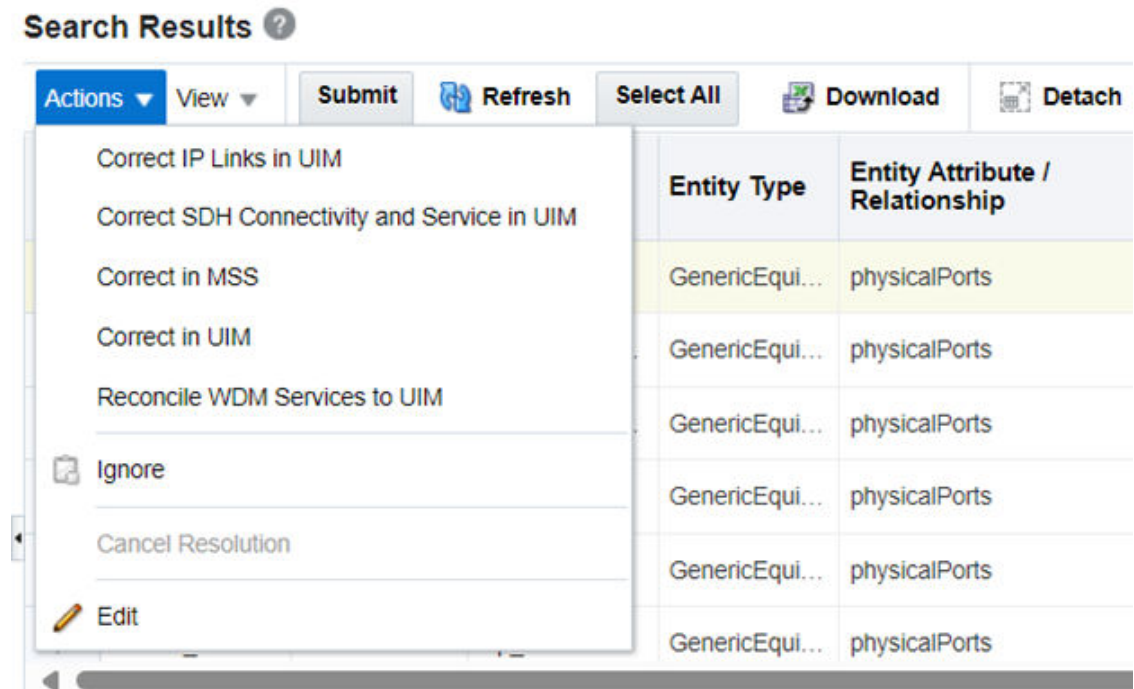 Search Results
Actions View Submit Refresh Select All Download Detach
Correct IP Links in UIM
Correct SDH Connectivity and Service in UIM
Correct in MSS
Correct in UIM
Reconcile WDM Services to UIM
Ignore
Cancel Resolution
Edit
Entity Type
Entity Attribute /
Relationship
GenericEqui... physicalPorts
GenericEqui... physicalPorts
GenericEqui... physicalPorts
GenericEqui... physicalPorts
GenericEqui... physicalPorts
GenericEqui... physicalPorts